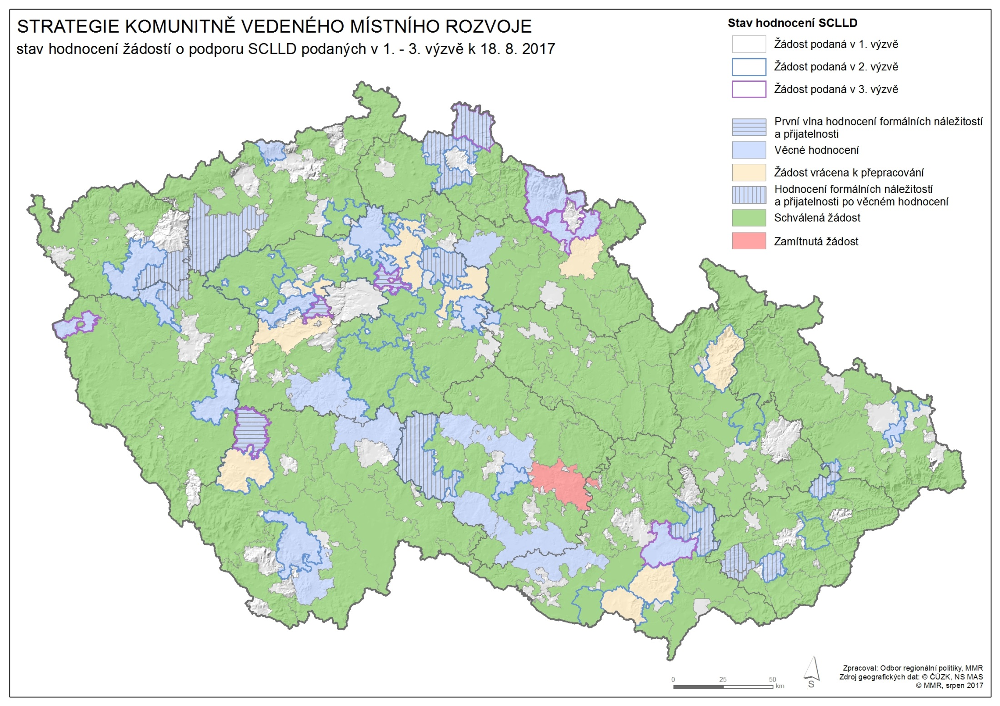 STRATEGIE KOMUNITNĚ VEDENÉHO MÍSTNÍHO ROZVOJE
stav hodnocení žádostí o podporu SCLLD podaných v 1. - 3. výzvě k 18. 8. 2017
Stav hodnocení SCLLD
Žádost podaná v 1. výzvě
Žádost podaná v 2. výzvě
Žádost podaná v 3. výzvě
První vlna hodnocení formálních náležitostí
a přijatelnosti
Věcné hodnocení
Žádost vrácena k přepracování
Hodnocení formálních náležitostí
a přijatelnosti po věcném hodnocení
Schválená žádost
Zamítnutá žádost
0 25 50
km
S
Zpracoval: Odbor regionální politiky, MMR
Zdroj geografických dat: © ČÚZK, NS MAS
© MMR, srpen 2017